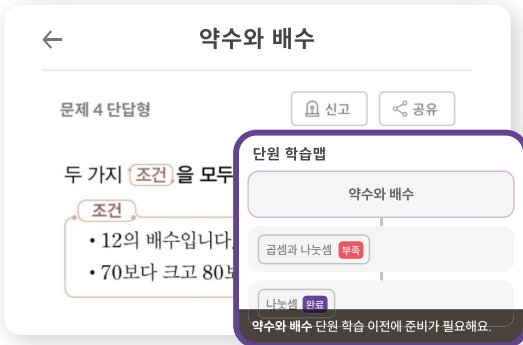 약수와 배수
문제 4 단답형
신고
공유
두 가지 조건 을 모두
조건
• 12의 배수입니다.
• 70보다 크고 80보
단원 학습맵
약수와 배수
곱셈과 나눗셈 부족
나눗셈 완료
약수와 배수 단원 학습 이전에 준비가 필요해요.